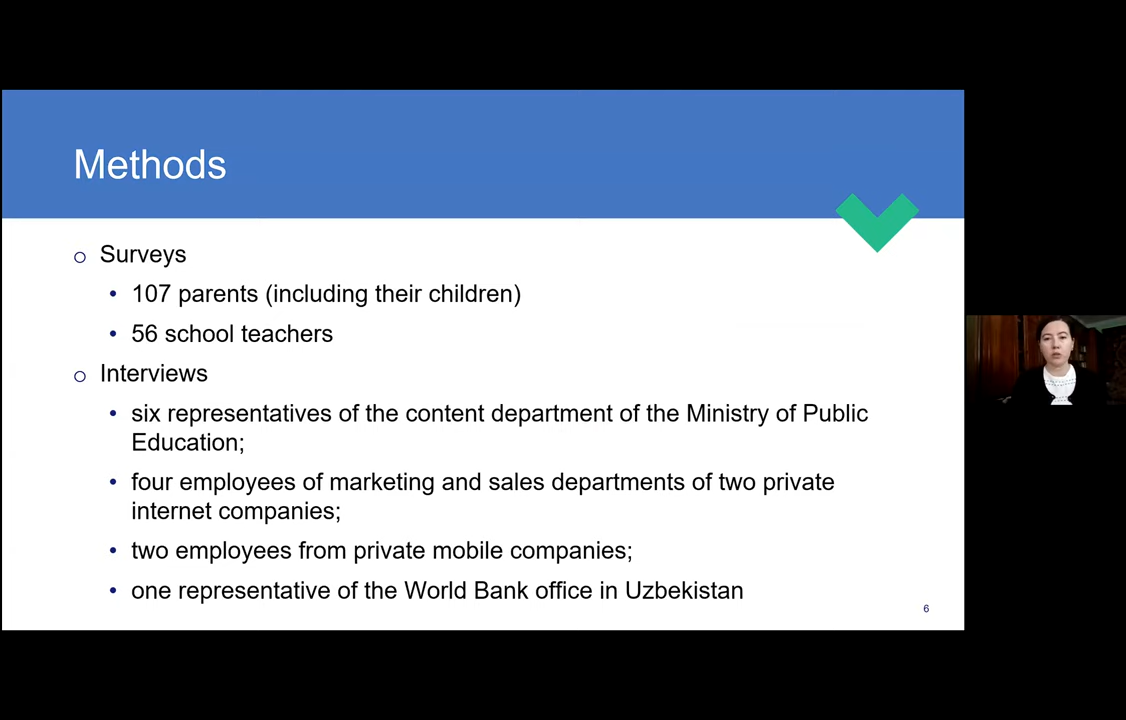 Methods
o Surveys
• 107 parents (including their children)
• 56 school teachers
o Interviews
• six representatives of the content department of the Ministry of Public
Education;
• four employees of marketing and sales departments of two private
internet companies;
• two employees from private mobile companies;
• one representative of the World Bank office in Uzbekistan
6